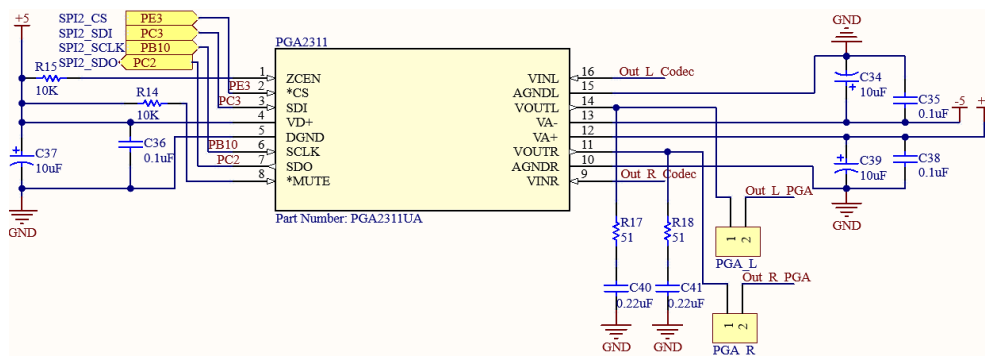 +5
SPI2_CS PE3
SPI2_SDI PC3
SPI2_SCLK PB10
SPI2_SDO PC2
PGA2311
R15
10K
R14
10K
C37
10uF
C36
0.1uF
GND
PE3
PC3
PB10
PC2
1 ZCEN
2 *CS
3 SDI
4 VD+
5 DGND
6 SCLK
7 SDO
8 *MUTE
VINL 16
AGNDL 15
VOUTL 14
VA- 13
VA+ 12
VOUTR 11
AGNDR 10
VINR 9
Part Number: PGA2311UA
Out_L_Codec
Out_R_Codec
GND
C34
10uF
C35
0.1uF
-5
C39
10uF
C38
0.1uF
GND
R17
51
R18
51
C40
0.22uF
C41
0.22uF
GND
GND
Out_L_PGA
1 2
PGA_L
Out_R_PGA
1 2
PGA_R